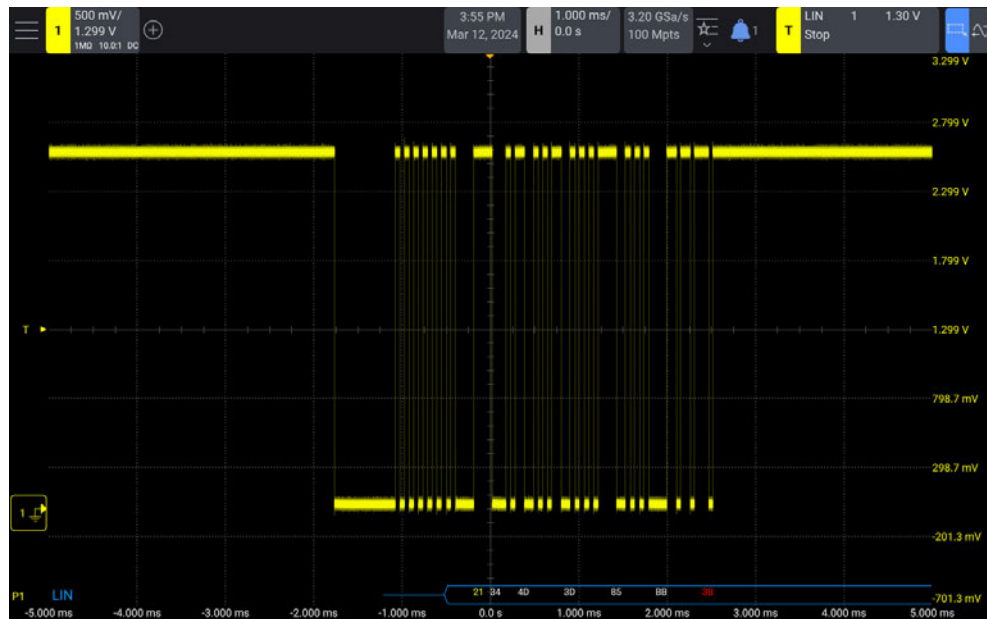 500 mV/
1 1.299 V
1MΩ 10.0:1 DC
3:55 PM
Mar 12, 2024
H 1.000 ms/
0.0 s
3.20 GSa/s
100 Mpts
1
T LIN 1 1.30 V
Stop
3.299 V
2.799 V
2.299 V
1.799 V
T 1.299 V
798.7 mV
298.7 mV
1
-201.3 mV
21 34 4D 3D 85 BB 3B
P1 LIN -701.3 mV
-5.000 ms -4.000 ms -3.000 ms -2.000 ms -1.000 ms 0.0 s 1.000 ms 2.000 ms 3.000 ms 4.000 ms 5.000 ms